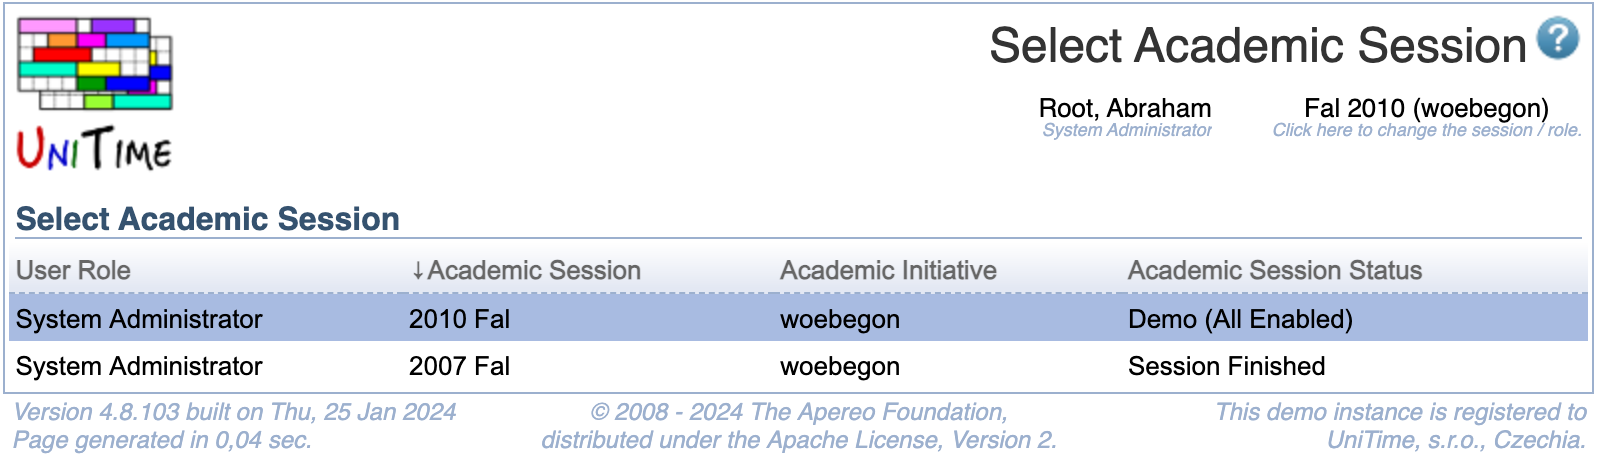 Select Academic Session ?
Root, Abraham Fal 2010 (woebegon)
System Administrator Click here to change the session / role.
UNITIME
Select Academic Session
User Role ↓Academic Session Academic Initiative Academic Session Status
System Administrator 2010 Fal woebegon Demo (All Enabled)
System Administrator 2007 Fal woebegon Session Finished
Version 4.8.103 built on Thu, 25 Jan 2024 © 2008 - 2024 The Apereo Foundation, This demo instance is registered to
Page generated in 0,04 sec. distributed under the Apache License, Version 2. UniTime, s.r.o., Czechia.